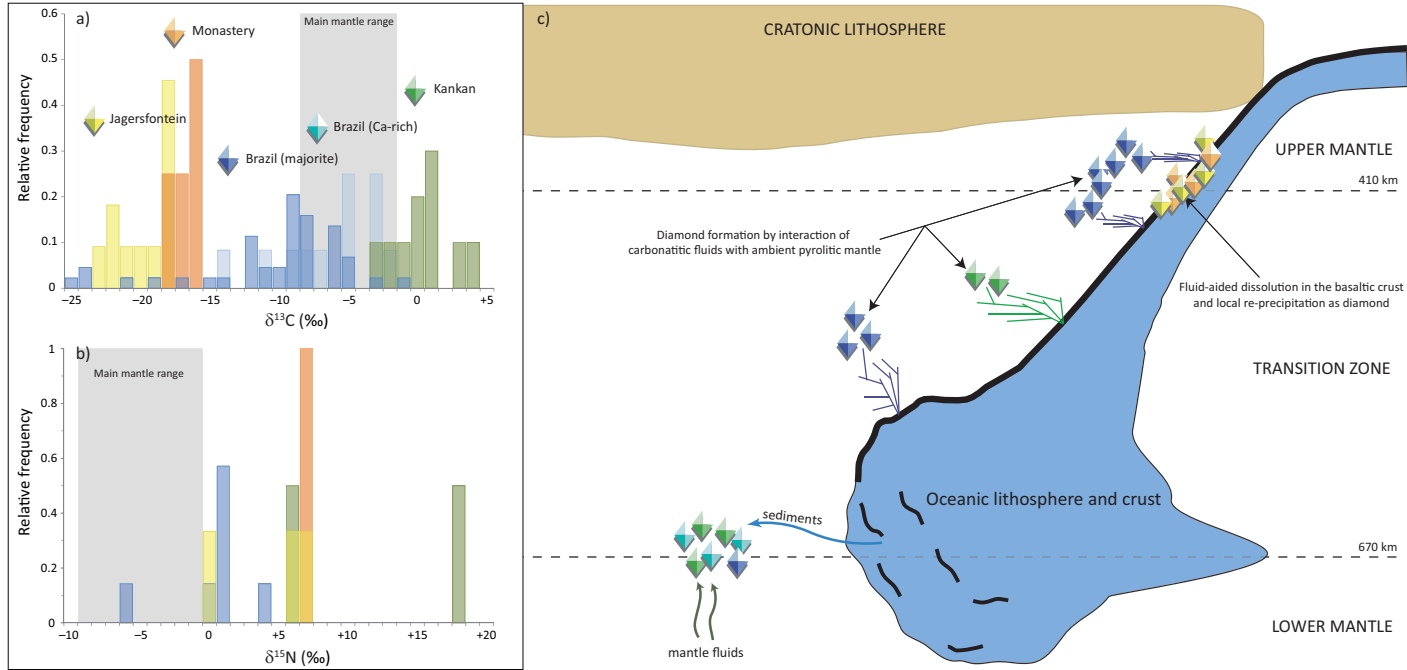 a)
Main mantle range
Monastery
Jagersfontein
Brazil (majorite)
Brazil (Ca-rich)
Kankan
Relative frequency
0.6
0.5
0.4
0.3
0.2
0.1
0
−25 −20 −15 −10 −5 0 +5
δ¹³C (‰)
b)
Main mantle range
Relative frequency
1
0.8
0.6
0.4
0.2
0
−10 −5 0 +5 +10 +15 +20
δ¹⁵N (‰)
c)
CRATONIC LITHOSPHERE
UPPER MANTLE
410 km
Diamond formation by interaction of
carbonatitic fluids with ambient pyrolitic mantle
Fluid-aided dissolution in the basaltic crust
and local re-precipitation as diamond
TRANSITION ZONE
Oceanic lithosphere and crust
sediments
670 km
LOWER MANTLE
mantle fluids